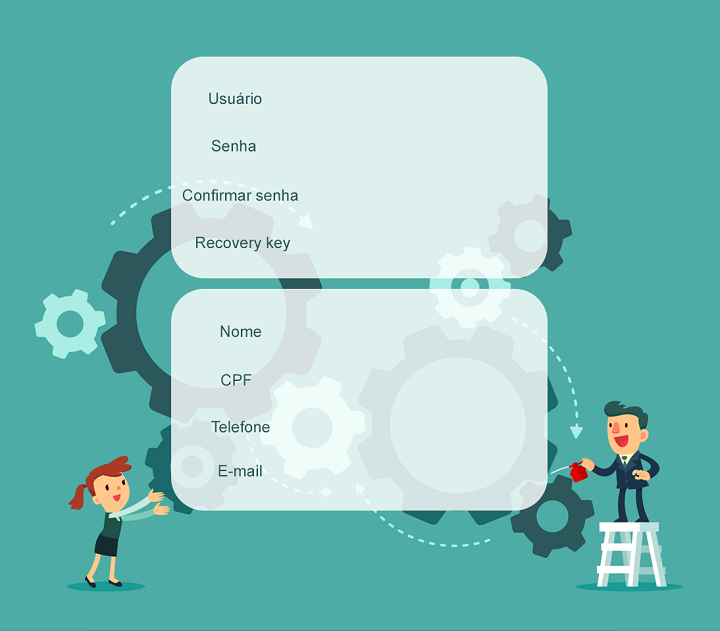 Usuário
Senha
Confirmar senha
Recovery key
Nome
CPF
Telefone
E-mail